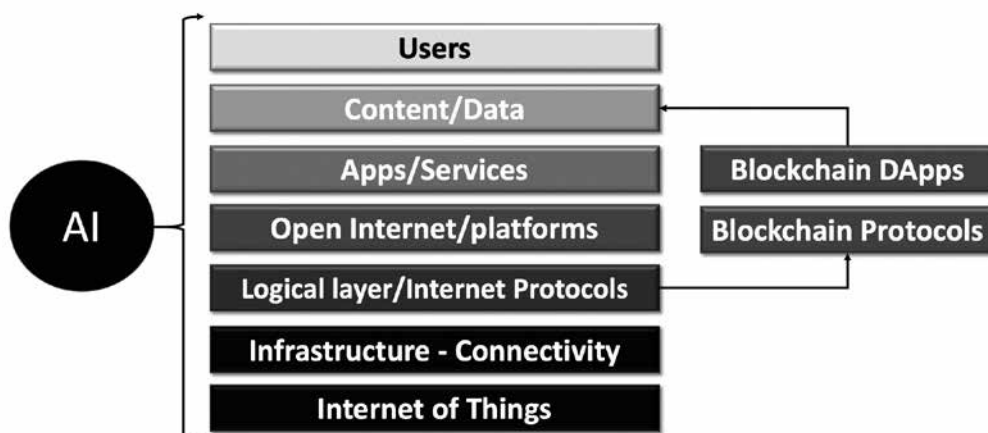 Users
Content/Data
Apps/Services
Blockchain DApps
AI
Open Internet/platforms
Blockchain Protocols
Logical layer/Internet Protocols
Infrastructure - Connectivity
Internet of Things